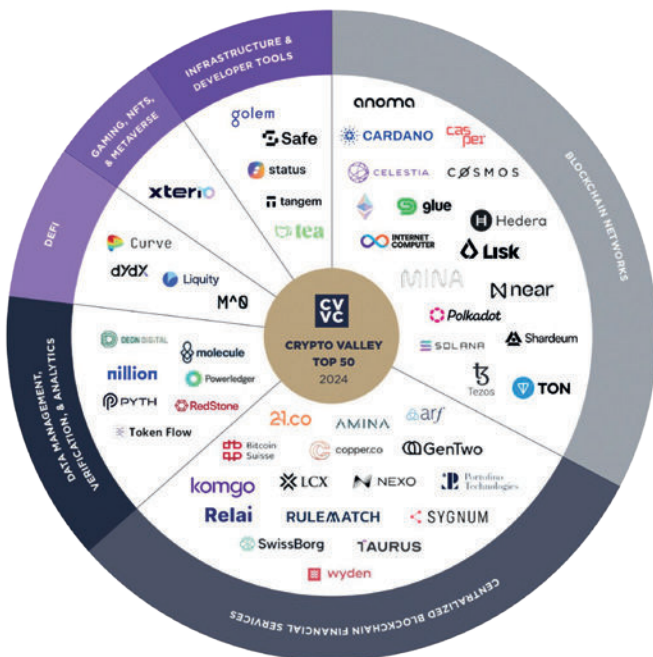 INFRASTRUCTURE &
DEVELOPER TOOLS
golem
Safe
status
tangem
tea
BLOCKCHAIN NETWORKS
anoma
CARDANO
casper
CELESTIA
COSMOS
glue
Hedera
INTERNET
COMPUTER
LISK
MINA
near
Polkadot
Shardeum
SOLANA
Tezos
TON
CENTRALIZED BLOCKCHAIN FINANCIAL SERVICES
21.co
AMINA
arf
Bitcoin
Suisse
copper.co
GenTwo
komgo
LCX
NEXO
Portofino
Technologies
Relai
RULEMATCH
SYGNUM
SwissBorg
TAURUS
wyden
DATA MANAGEMENT,
VERIFICATION, & ANALYTICS
DEON DIGITAL
molecule
nillion
Powerledger
PYTH
RedStone
Token Flow
DEFI
Curve
dYdX
Liquity
M^0
GAMING, NFTS,
& METAVERSE
xterio
CV
VC
CRYPTO VALLEY
TOP 50
2024